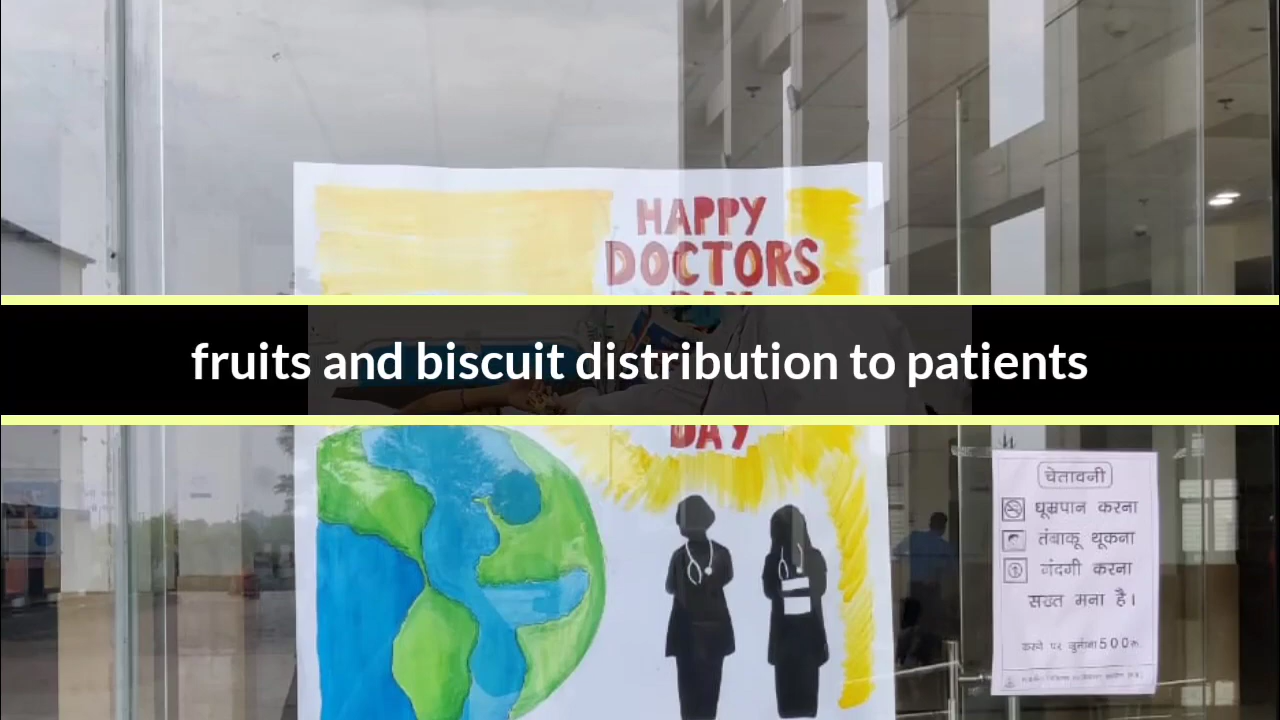 HAPPY
DOCTORS
DAY
fruits and biscuit distribution to patients
DAY
चेतावनी
धूम्रपान करना
तंबाकू थूकना
गंदगी करना
सख्त मना है।
करने पर जुर्माना 500रू.